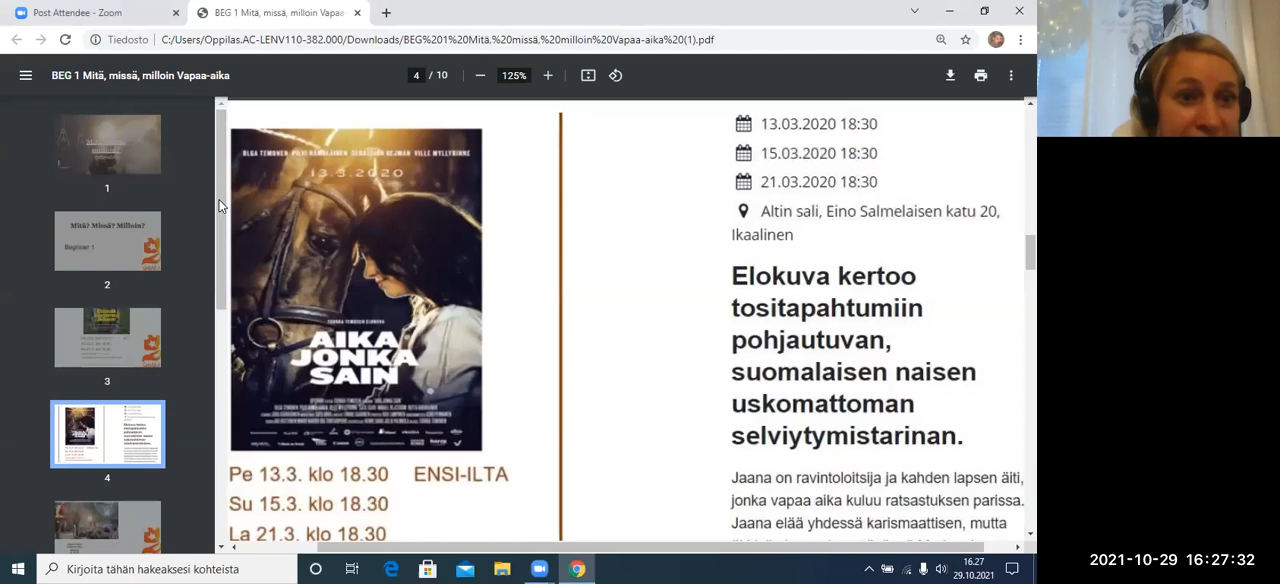 Post Attendee - Zoom
BEG 1 Mitä, missä, milloin Vapaa
Tiedosto
C:/Users/Oppilas.AC-LENV110-382.000/Downloads/BEG%201%20Mitä,%20missä,%20milloin%20Vapaa-aika%20(1).pdf
BEG 1 Mitä, missä, milloin Vapaa-aika
4 / 10
125%
1
Mitä? Missä? Milloin?
Beginner 1
2
3
4
13.3.2020
AIKA
JONKA
SAIN
Pe 13.3. klo 18.30 ENSI-ILTA
Su 15.3. klo 18.30
La 21.3. klo 18.30
13.03.2020 18:30
15.03.2020 18:30
21.03.2020 18:30
Altin sali, Eino Salmelaisen katu 20,
Ikaalinen
Elokuva kertoo
tositapahtumiin
pohjautuvan,
suomalaisen naisen
uskomattoman
selviytymistarinan.
Jaana on ravintoloitsija ja kahden lapsen äiti,
jonka vapaa aika kuluu ratsastuksen parissa.
Jaana elää yhdessä karismaattisen, mutta
Kirjoita tähän hakeaksesi kohteista
16.27
29.10.2021
2021-10-29 16:27:32